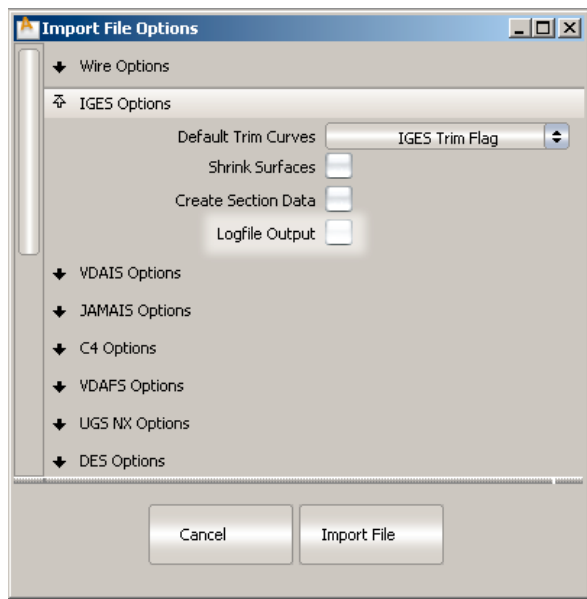 Import File Options
Wire Options
IGES Options
Default Trim Curves IGES Trim Flag
Shrink Surfaces
Create Section Data
Logfile Output
VDAIS Options
JAMAIS Options
C4 Options
VDAFS Options
UGS NX Options
DES Options
Cancel Import File